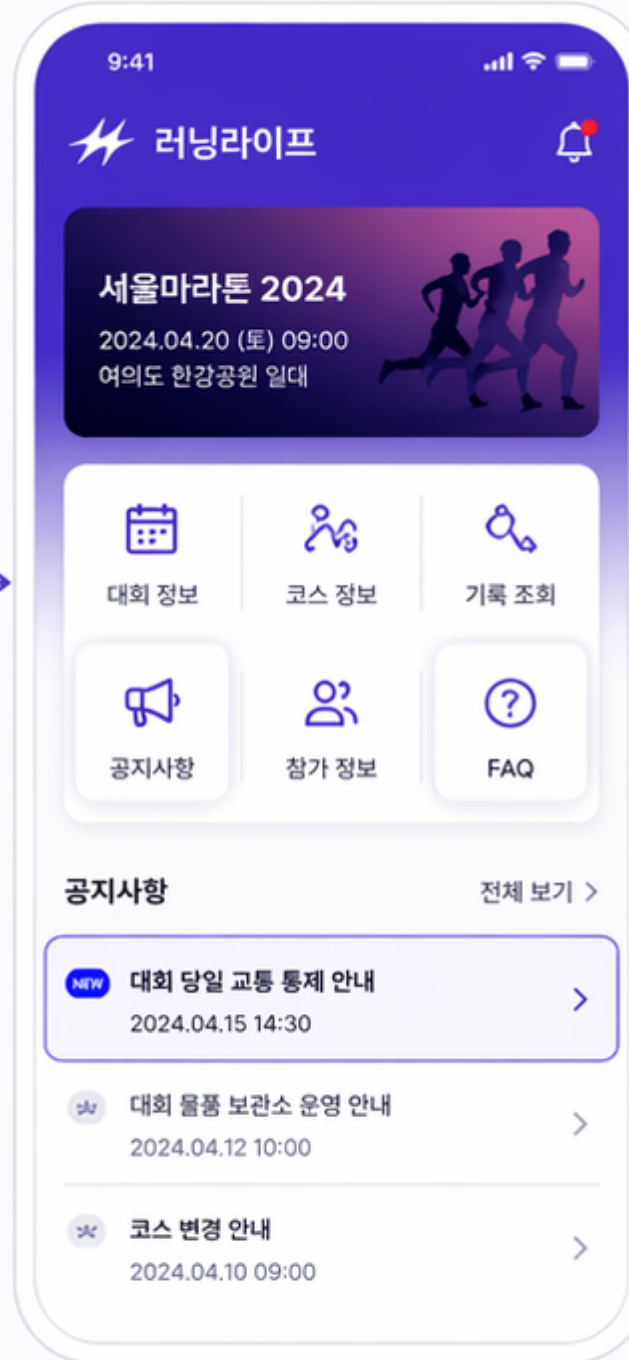 9:41
러닝라이프
세울마라톤 2024
2024.04.20 (토) 09:00
여의도 한강공원 일대
대회 정보
코스 장보
기록 조회
공지사항
참가 정보
FAQ
공지사항
전체 보기
NEW
대회 당일 교통 통제 안내
2024.04.15 14:30
대회 물품 보관소 운영 안내
2024.04.12 10:00
코스 변경 안내
2024.04.10 09:00